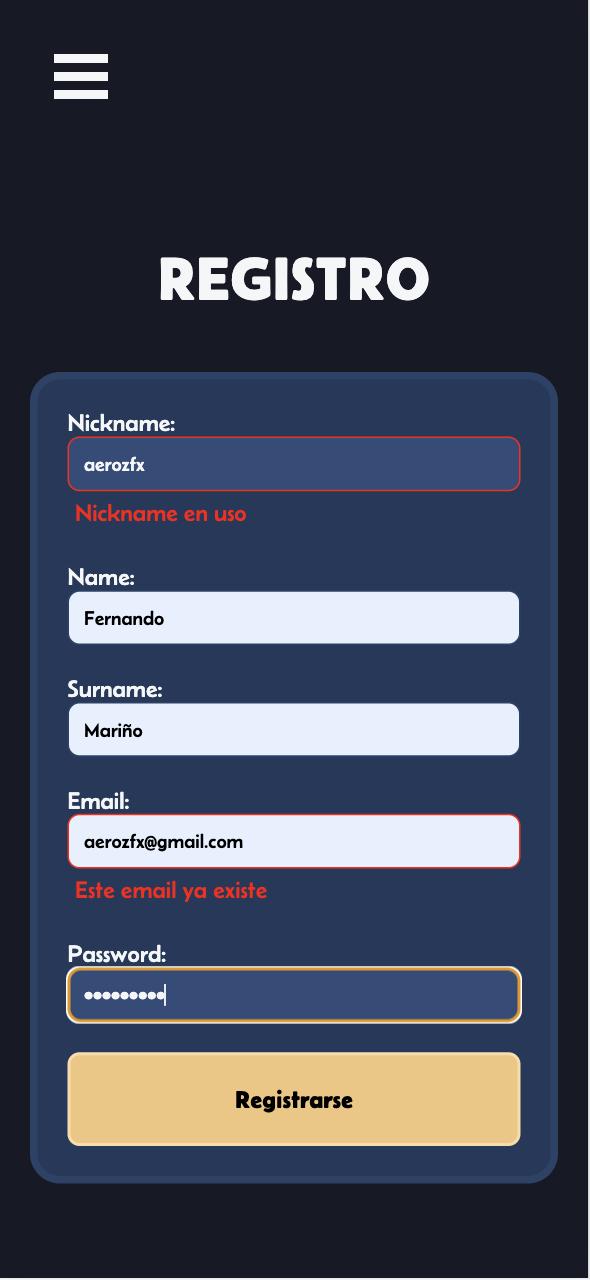 REGISTRO
Nickname:
aerozfx
Nickname en uso
Name:
Fernando
Surname:
Mariño
Email:
aerozfx@gmail.com
Este email ya existe
Password:
•••••••••
Registrarse